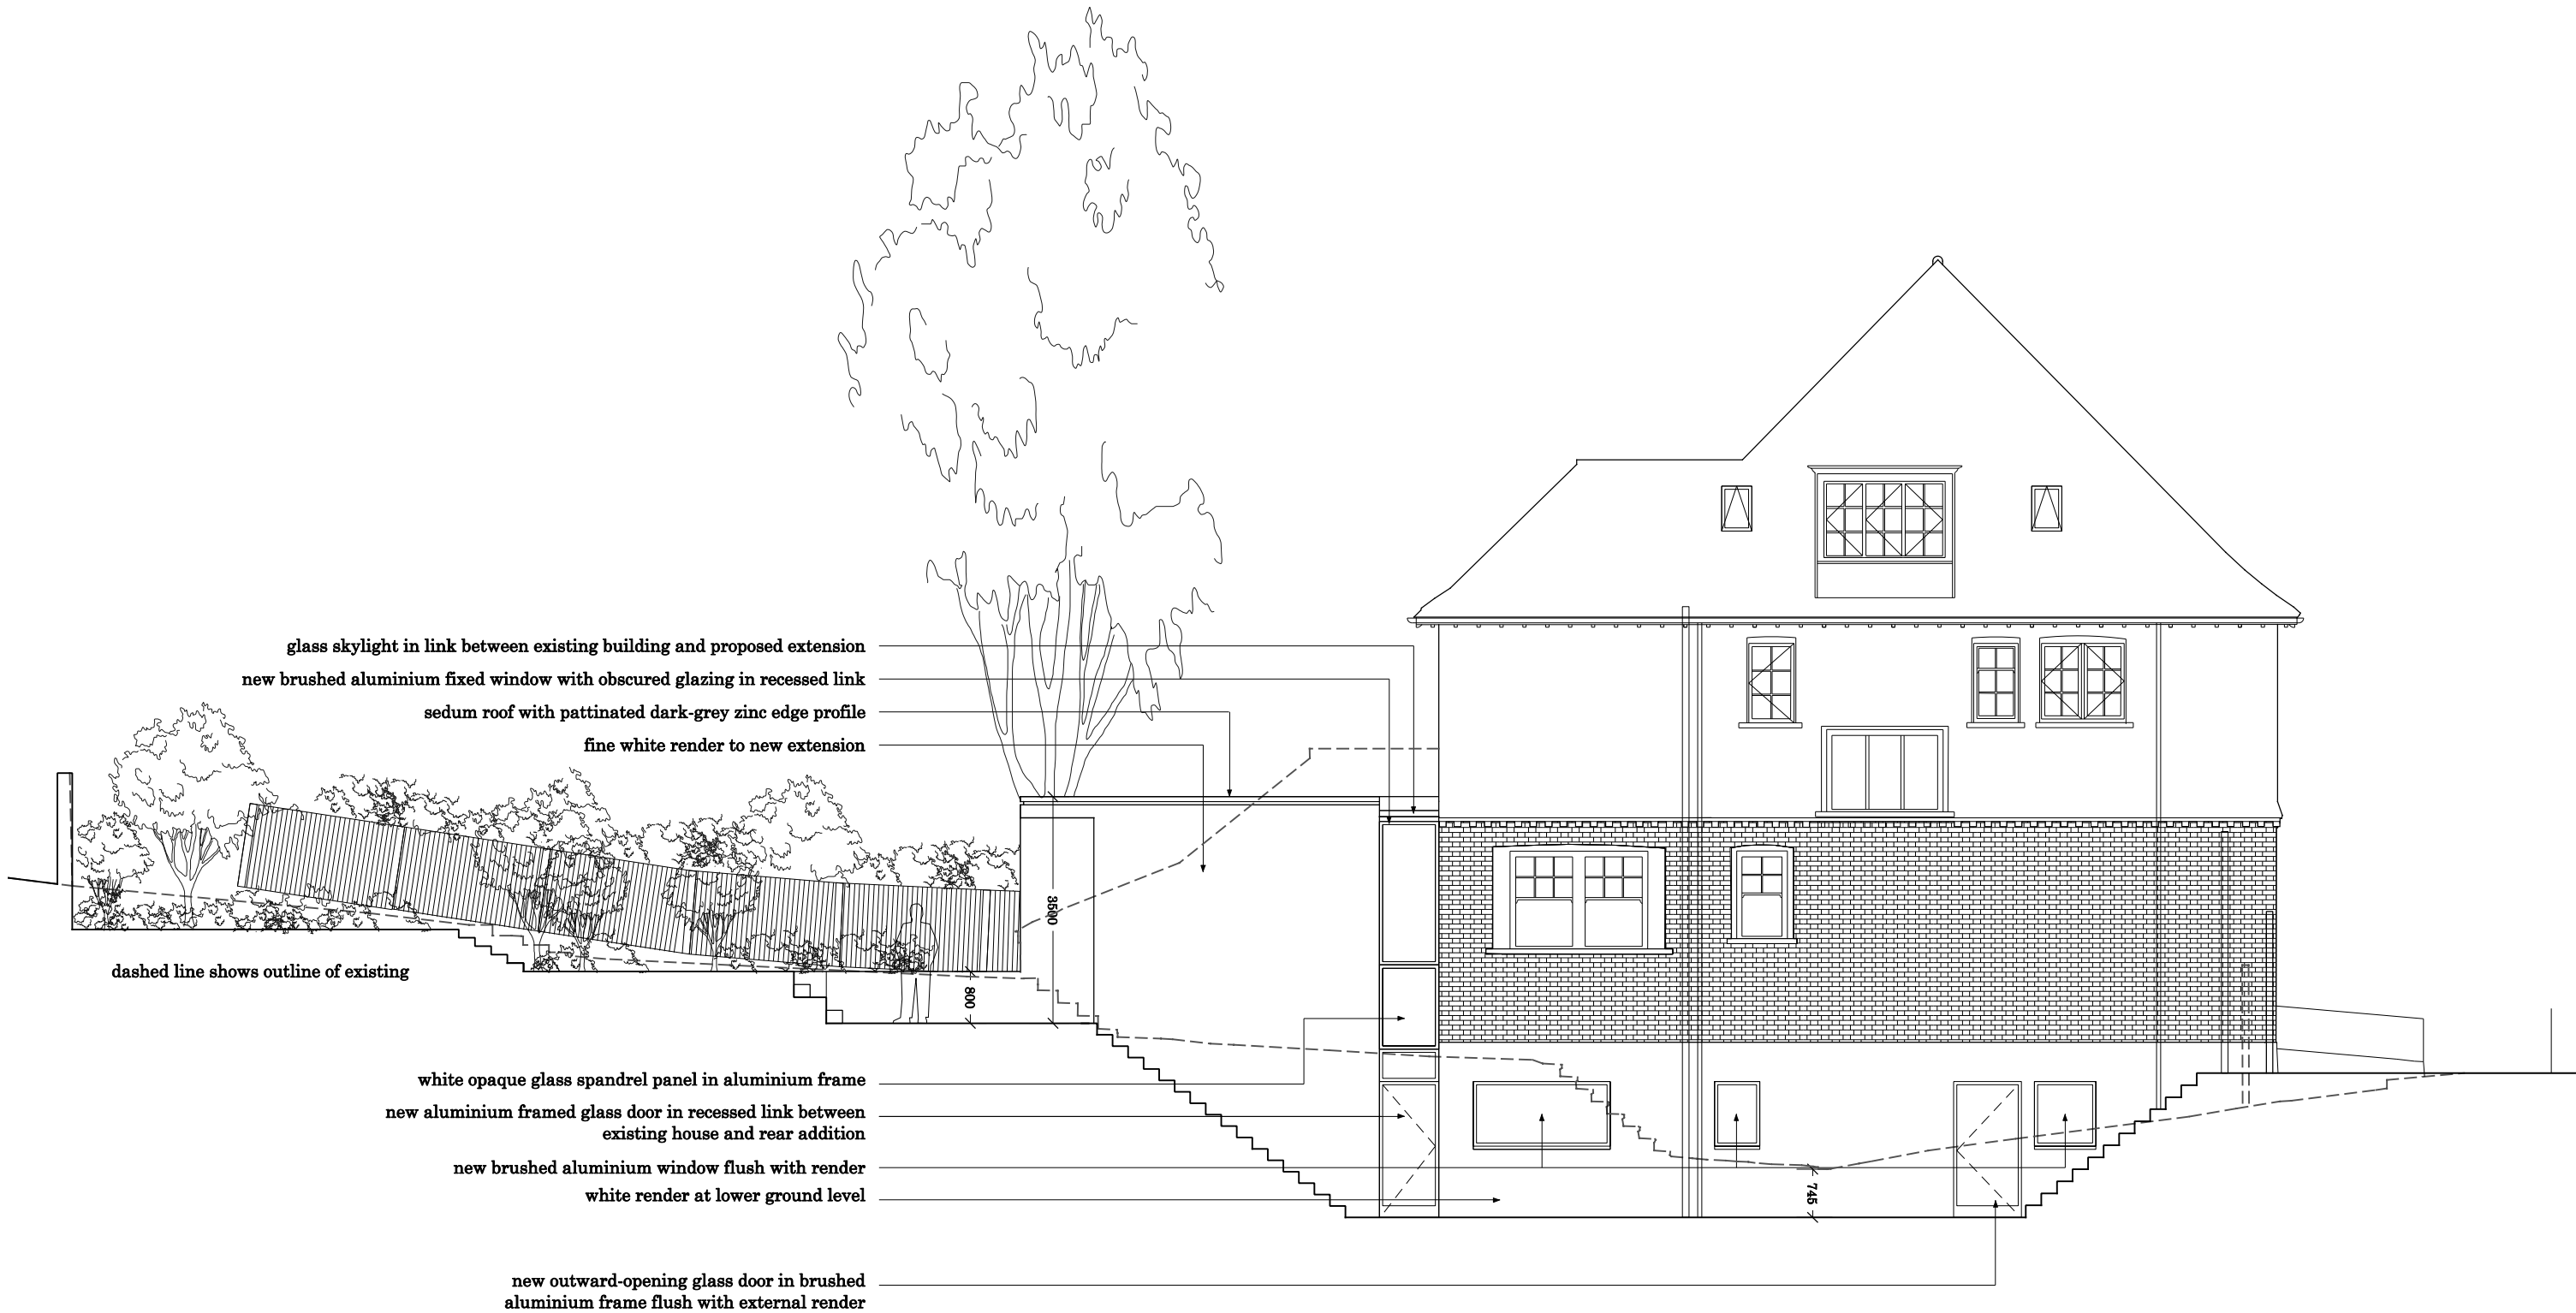 glass skylight in link between existing building and proposed extension
new brushed aluminium fixed window with obscured glazing in recessed link
sedum roof with pattinated dark-grey zinc edge profile
fine white render to new extension
3500
dashed line shows outline of existing
800
white opaque glass spandrel panel in aluminium frame
new aluminium framed glass door in recessed link between
existing house and rear addition
new brushed aluminium window flush with render
white render at lower ground level
745
new outward-opening glass door in brushed
aluminium frame flush with external render